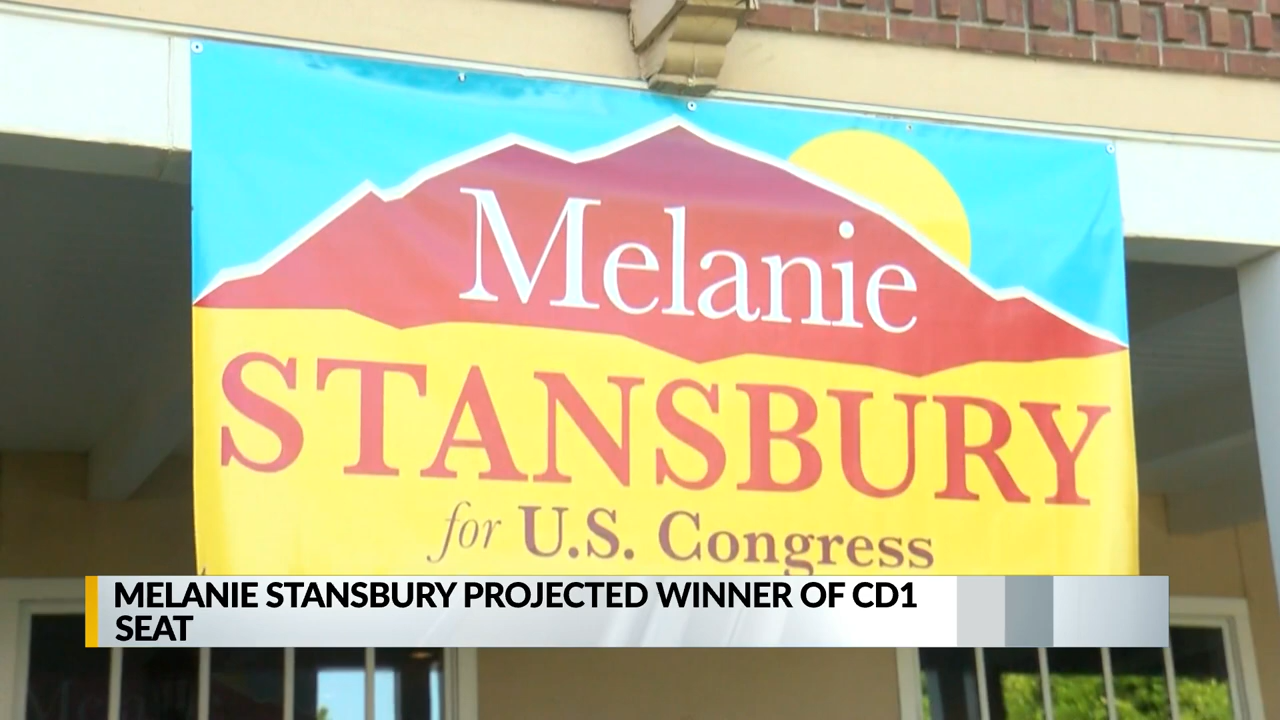 Melanie
STANSBURY
for U.S. Congress
MELANIE STANSBURY PROJECTED WINNER OF CD1
SEAT